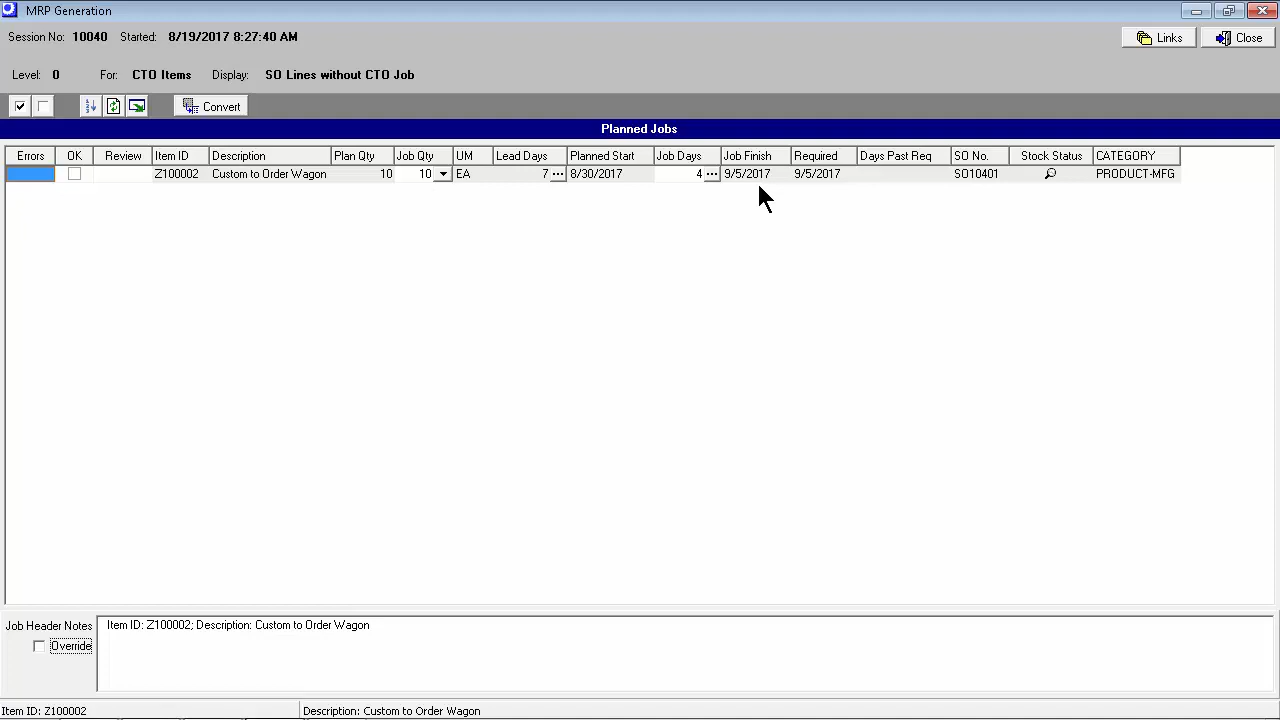 MRP Generation
Session No: 10040 Started: 8/19/2017 8:27:40 AM Links Close
Level: 0 For: CTO Items Display: SO Lines without CTO Job
Convert
Planned Jobs
Errors OK Review Item ID Description Plan Qty Job Qty UM Lead Days Planned Start Job Days Job Finish Required Days Past Req SO No. Stock Status CATEGORY
Z100002 Custom to Order Wagon 10 10 EA 7 ... 8/30/2017 4 ... 9/5/2017 9/5/2017 SO10401 PRODUCT-MFG
Job Header Notes Item ID: Z100002; Description: Custom to Order Wagon
Override
Item ID: Z100002 Description: Custom to Order Wagon